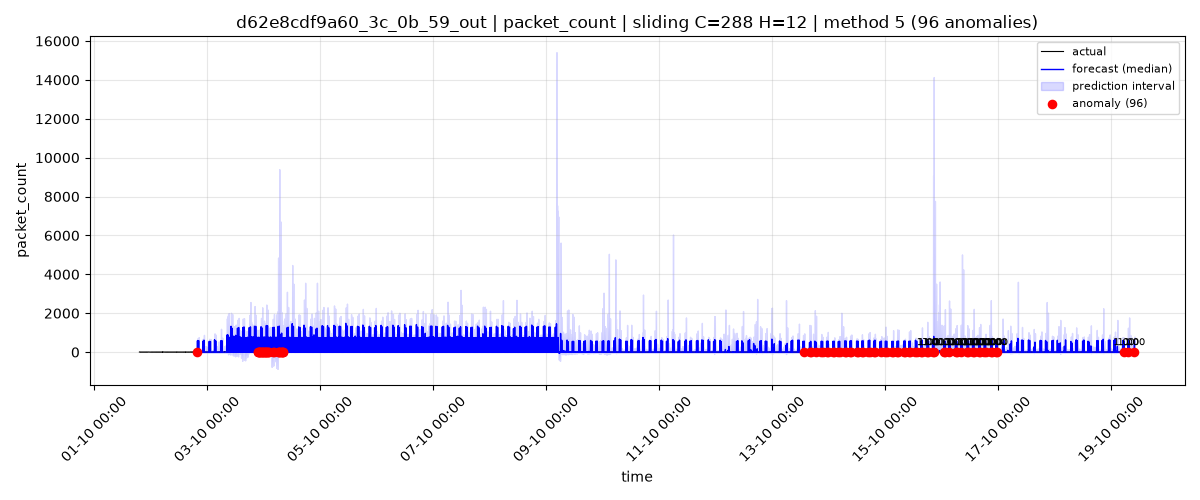 d62e8cdf9a60_3c_0b_59_out | packet_count | sliding C=288 H=12 | method 5 (96 anomalies)
actual
forecast (median)
prediction interval
anomaly (96)
packet_count
16000
14000
12000
10000
8000
6000
4000
2000
0
01-10 00:00
03-10 00:00
05-10 00:00
07-10 00:00
09-10 00:00
11-10 00:00
13-10 00:00
15-10 00:00
17-10 00:00
19-10 00:00
time